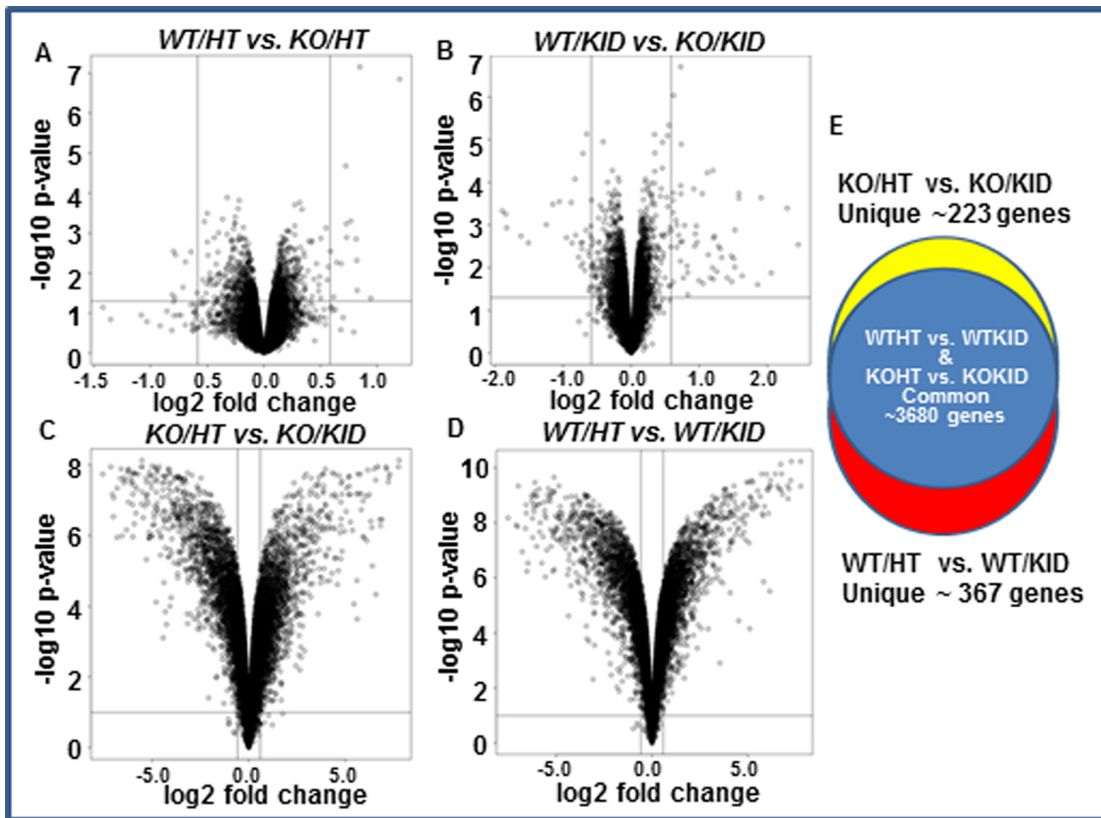 A
WT/HT vs. KO/HT
7
6
5
4
3
2
1
0
-log10 p-value
-1.5
-1.0
-0.5
0.0
0.5
1.0
log2 fold change
B
WT/KID vs. KO/KID
7
6
5
4
3
2
1
0
-log10 p-value
-2.0
-1.0
0.0
1.0
2.0
log2 fold change
C
KO/HT vs. KO/KID
8
6
4
2
0
-log10 p-value
-5.0
0.0
5.0
log2 fold change
D
WT/HT vs. WT/KID
10
8
6
4
2
0
-log10 p-value
-5.0
0.0
5.0
log2 fold change
E
KO/HT vs. KO/KID
Unique ~223 genes
WTHT vs. WTKID
&
KOHT vs. KOKID
Common
~3680 genes
WT/HT vs. WT/KID
Unique ~ 367 genes